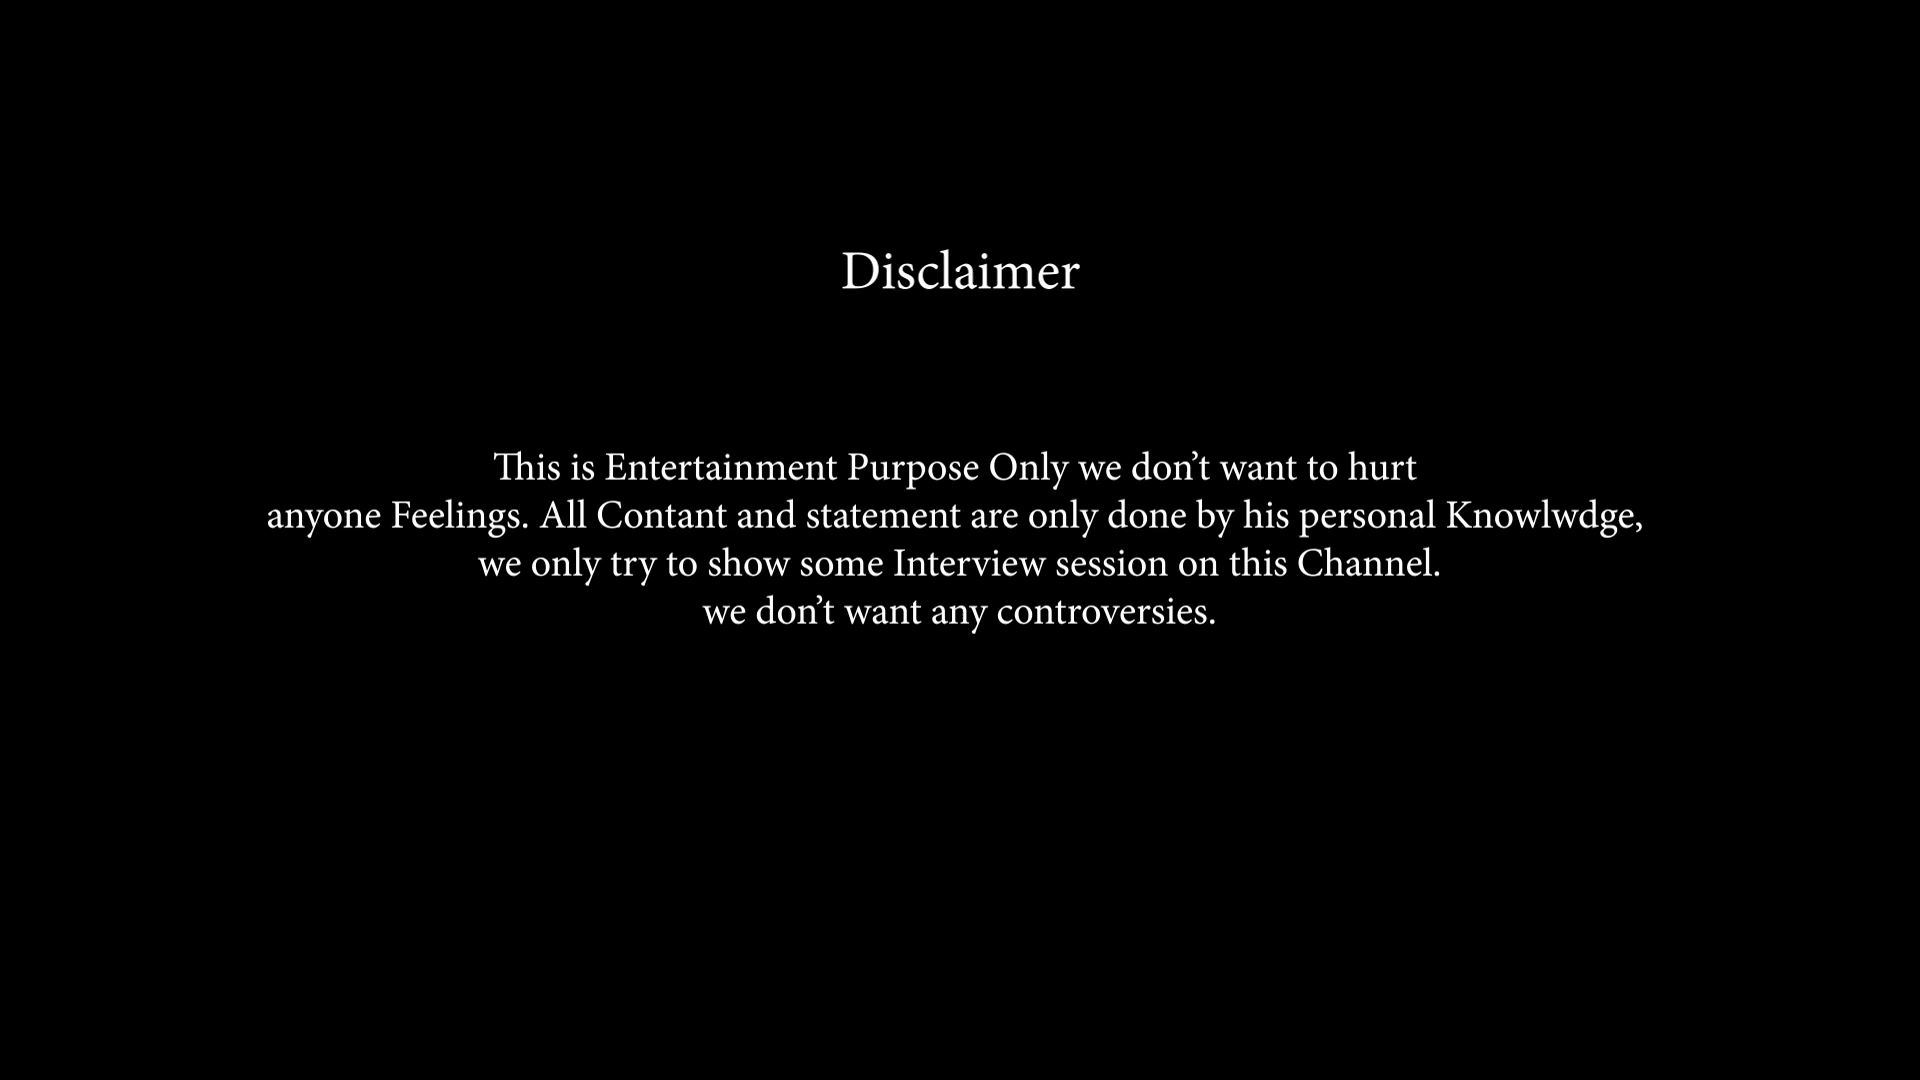 Disclaimer
This is Entertainment Purpose Only we don’t want to hurt
anyone Feelings. All Contant and statement are only done by his personal Knowlwdge,
we only try to show some Interview session on this Channel.
we don’t want any controversies.